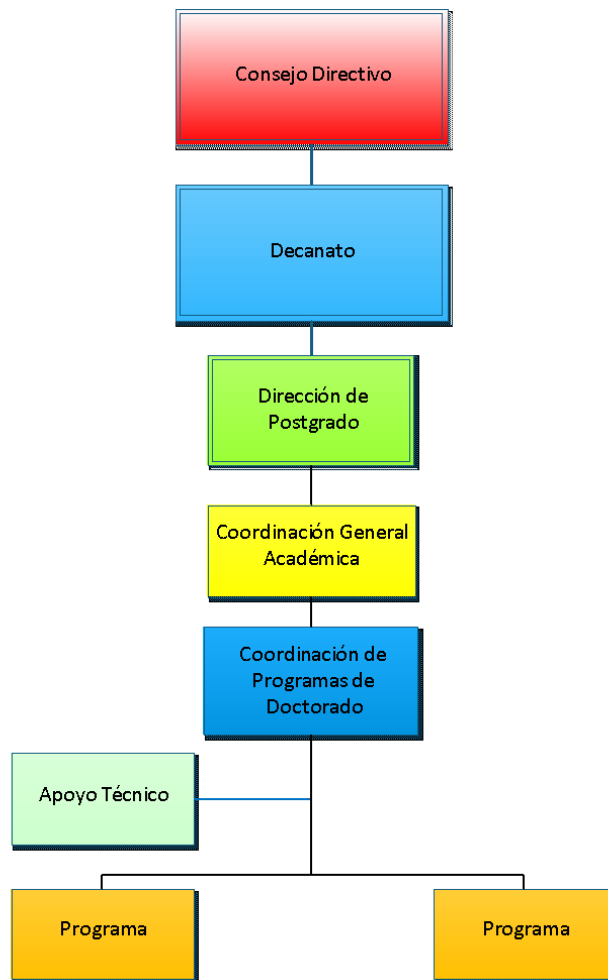 Consejo Directivo
Decanato
Dirección de
Postgrado
Coordinación General
Académica
Coordinación de
Programas de
Doctorado
Apoyo Técnico
Programa
Programa